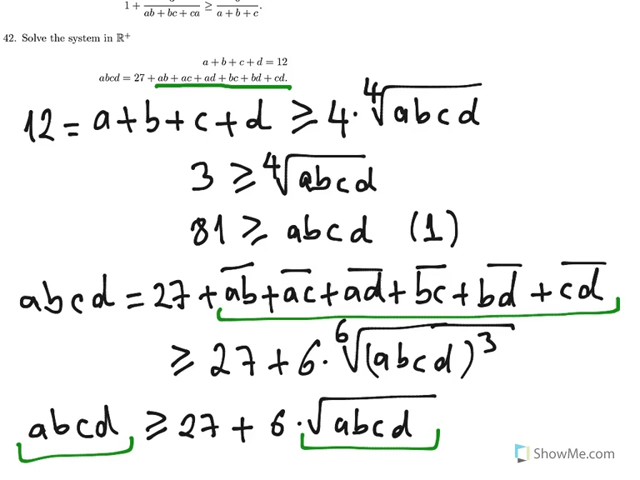 1 + 3/(ab + bc + ca) ≥ 6/(a + b + c).
42. Solve the system in ℝ⁺
a + b + c + d = 12
abcd = 27 + ab + ac + ad + bc + bd + cd.
12 = a+b+c+d ≥ 4·⁴√abcd
3 ≥ ⁴√abcd
81 ≥ abcd (1)
abcd = 27 + ab + ac + ad + bc + bd + cd
≥ 27 + 6·⁶√(abcd)³
abcd ≥ 27 + 6·√abcd
ShowMe.com